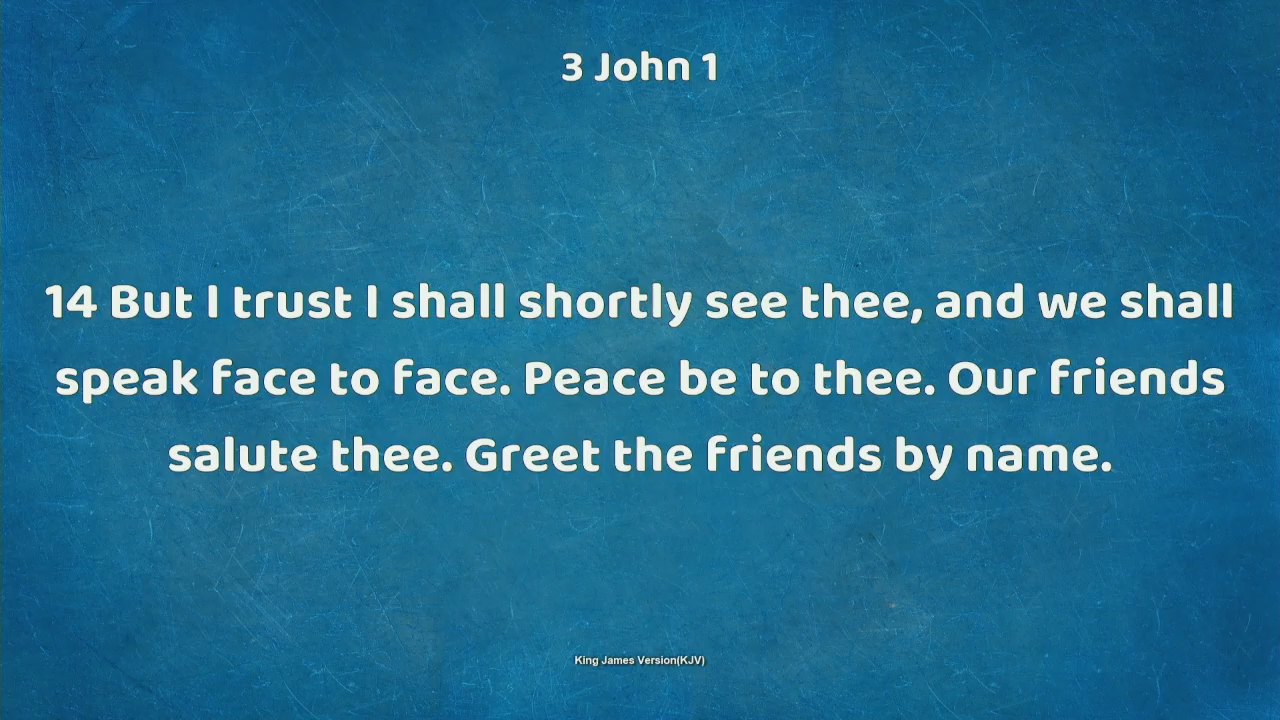 3 John 1
14 But I trust I shall shortly see thee, and we shall
speak face to face. Peace be to thee. Our friends
salute thee. Greet the friends by name.
King James Version(KJV)